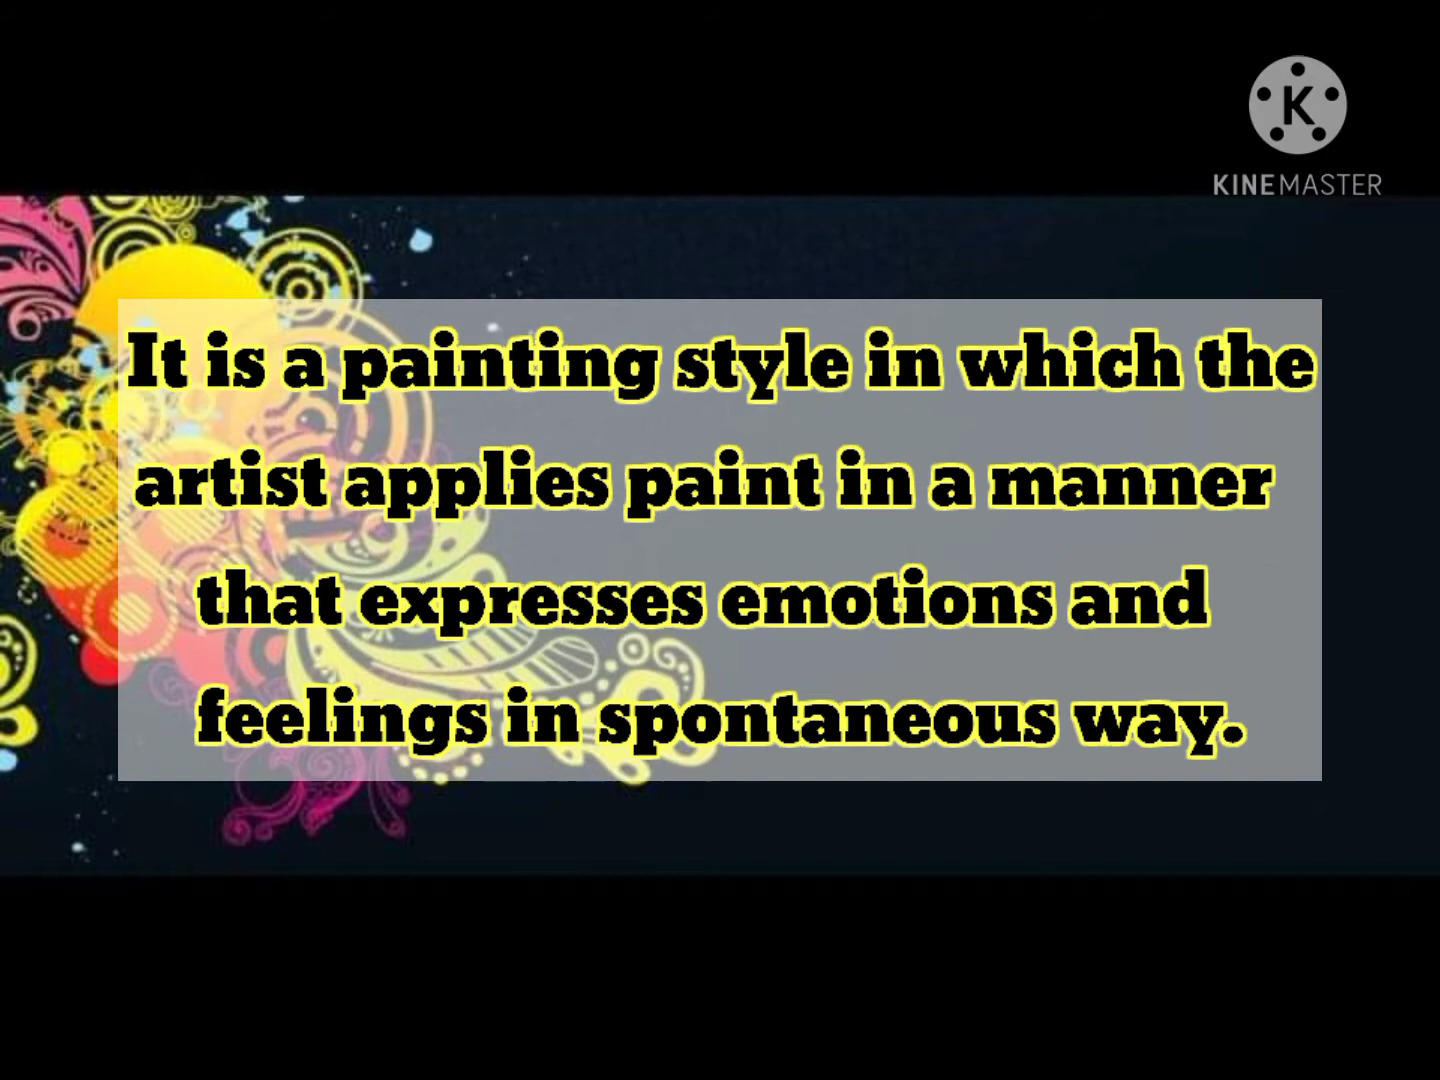 K
KINEMASTER
It is a painting style in which the
artist applies paint in a manner
that expresses emotions and
feelings in spontaneous way.